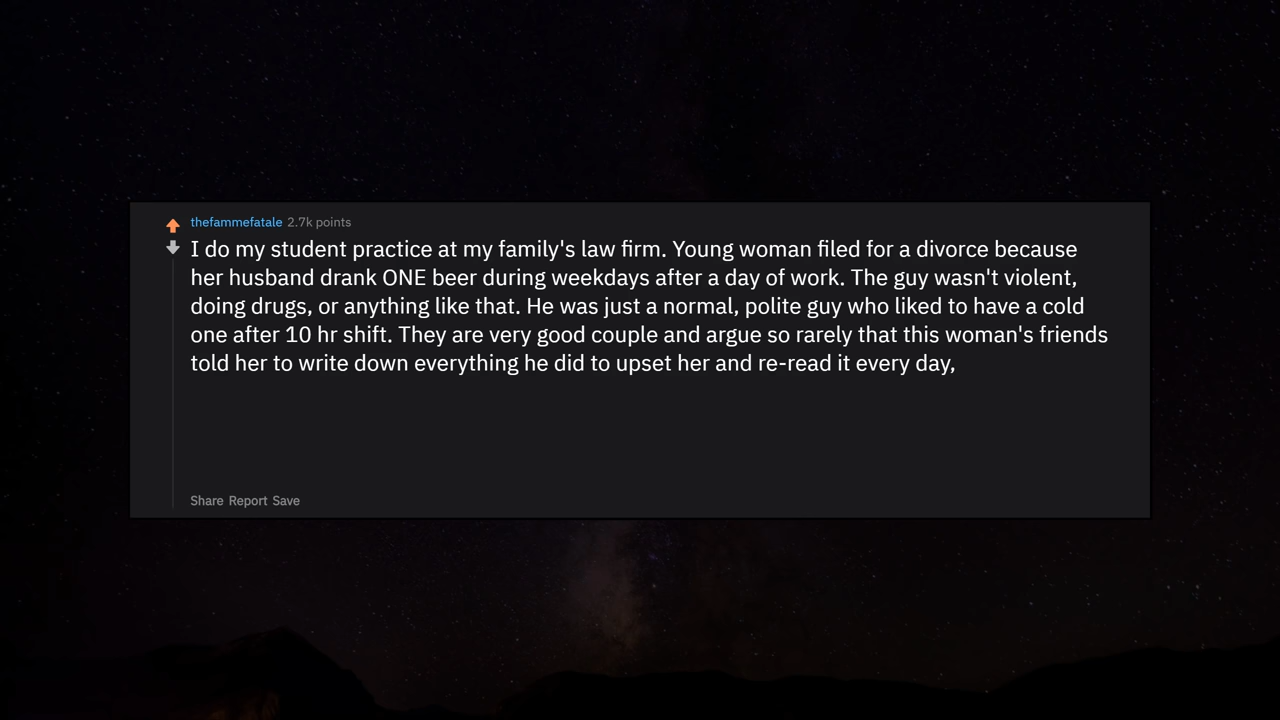 thefammefatale 2.7k points
I do my student practice at my family's law firm. Young woman filed for a divorce because
her husband drank ONE beer during weekdays after a day of work. The guy wasn't violent,
doing drugs, or anything like that. He was just a normal, polite guy who liked to have a cold
one after 10 hr shift. They are very good couple and argue so rarely that this woman's friends
told her to write down everything he did to upset her and re-read it every day,
Share Report Save